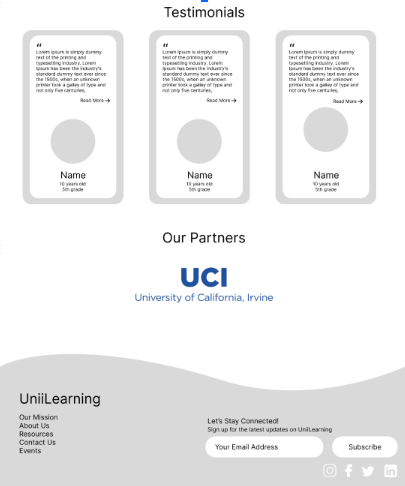 Testimonials
“
Lorem Ipsum is simply dummy
text of the printing and
typesetting industry. Lorem
Ipsum has been the industry's
standard dummy text ever since
the 1500s, when an unknown
printer took a galley of type and
not only five centuries,
Read More →
Name
10 years old
5th grade
“
Lorem Ipsum is simply dummy
text of the printing and
typesetting industry. Lorem
Ipsum has been the industry's
standard dummy text ever since
the 1500s, when an unknown
printer took a galley of type and
not only five centuries,
Read More →
Name
10 years old
5th grade
“
Lorem Ipsum is simply dummy
text of the printing and
typesetting industry. Lorem
Ipsum has been the industry's
standard dummy text ever since
the 1500s, when an unknown
printer took a galley of type and
not only five centuries,
Read More →
Name
10 years old
5th grade
Our Partners
UCI
University of California, Irvine
UniiLearning
Our Mission
About Us
Resources
Contact Us
Events
Let's Stay Connected!
Sign up for the latest updates on UniiLearning
Your Email Address
Subscribe